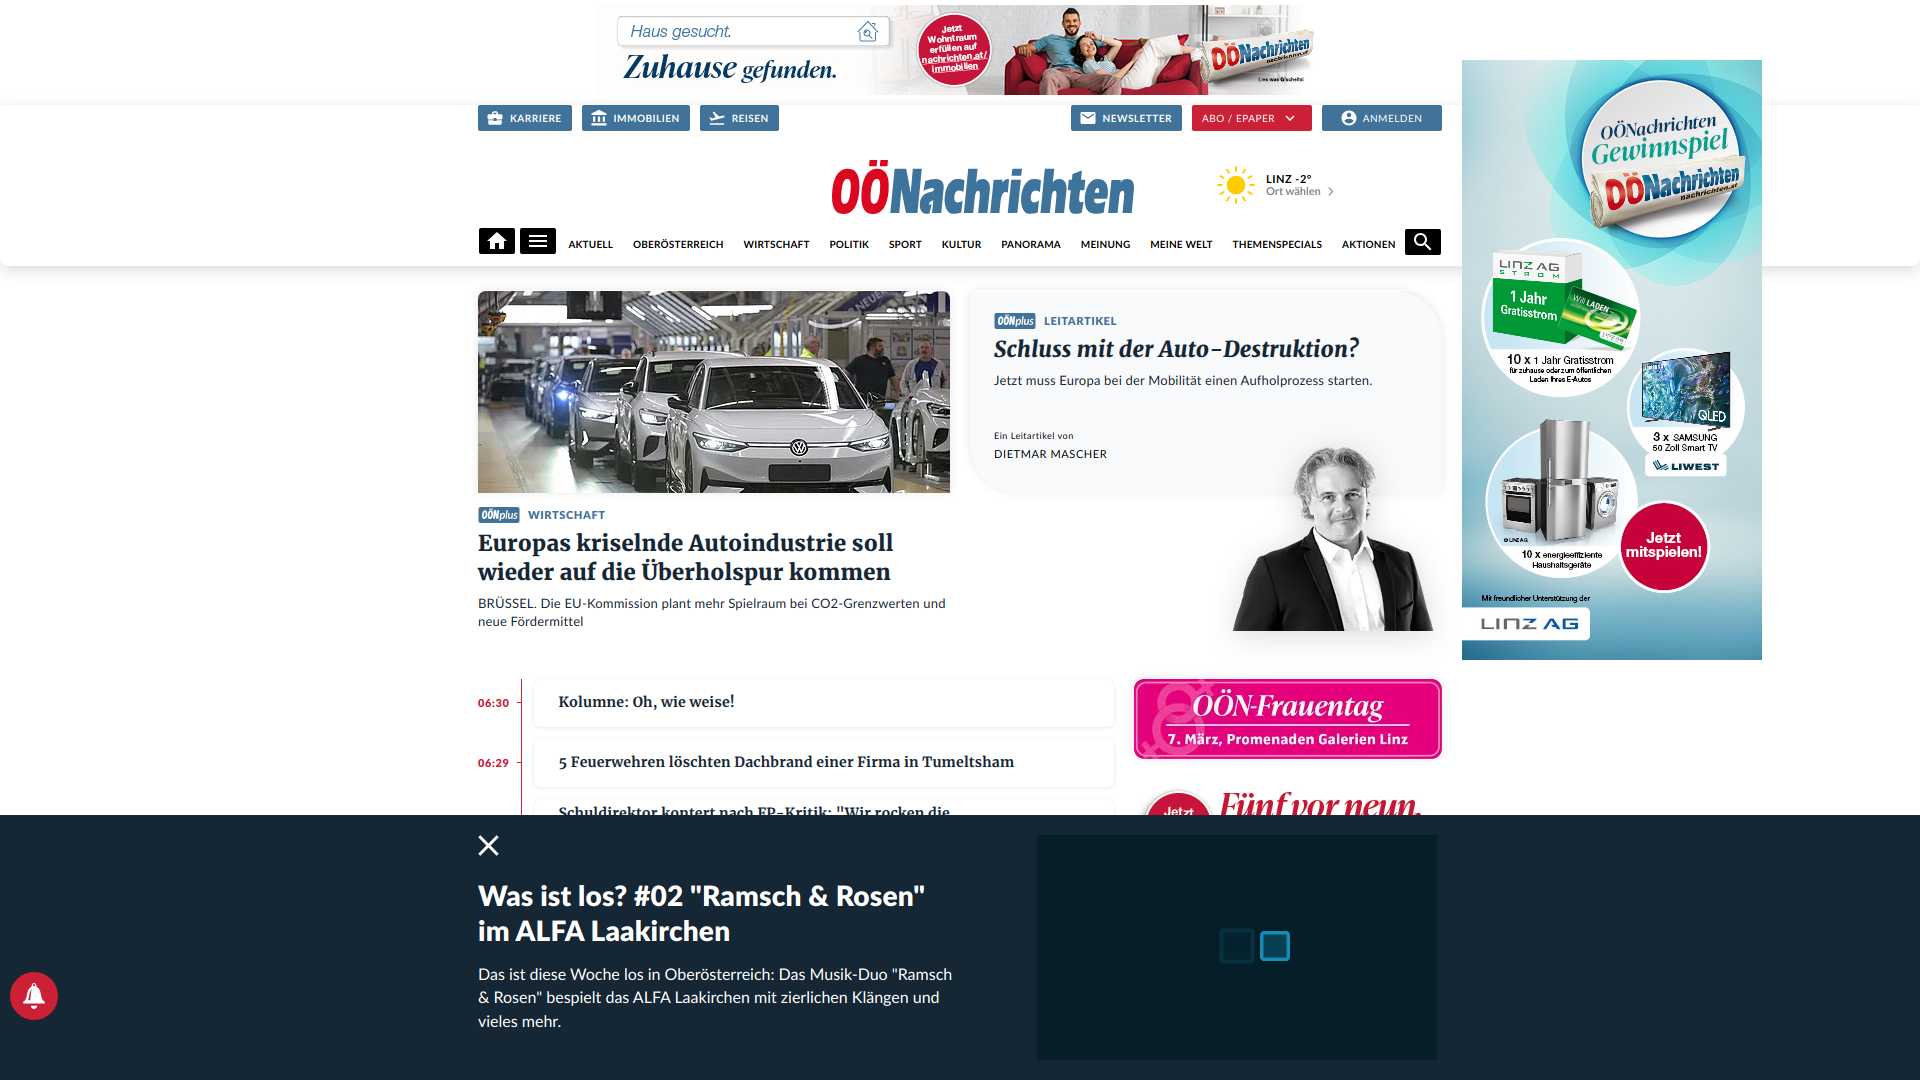 Haus gesucht.
Zuhause gefunden.
Jetzt
Wohntraum
erfüllen auf
nachrichten.at/
immobilien
OÖNachrichten
Lies was G'scheits!
KARRIERE
IMMOBILIEN
REISEN
NEWSLETTER
ABO / EPAPER
ANMELDEN
OÖNachrichten
LINZ -2°
Ort wählen
AKTUELL
OBERÖSTERREICH
WIRTSCHAFT
POLITIK
SPORT
KULTUR
PANORAMA
MEINUNG
MEINE WELT
THEMENSPECIALS
AKTIONEN
OÖNplus WIRTSCHAFT
Europas kriselnde Autoindustrie soll
wieder auf die Überholspur kommen
BRÜSSEL. Die EU-Kommission plant mehr Spielraum bei CO2-Grenzwerten und
neue Fördermittel
OÖNplus LEITARTIKEL
Schluss mit der Auto-Destruktion?
Jetzt muss Europa bei der Mobilität einen Aufholprozess starten.
Ein Leitartikel von
DIETMAR MASCHER
OÖNachrichten
Gewinnspiel
OÖNachrichten
nachrichten.at
LINZ AG
STROM
1 Jahr
Gratisstrom
Will LADEN
10 x 1 Jahr Gratisstrom
für zuhause oder zum öffentlichen
Laden Ihres E-Autos
QLED
3 x SAMSUNG
50 Zoll Smart TV
LIWEST
© LINZ AG
10 x energieeffiziente
Haushaltsgeräte
Jetzt
mitspielen!
Mit freundlicher Unterstützung der
LINZ AG
06:30 Kolumne: Oh, wie weise!
06:29 5 Feuerwehren löschten Dachbrand einer Firma in Tumeltsham
Schuldirektor kontert nach FP-Kritik: "Wir rocken die
OÖN-Frauentag
7. März, Promenaden Galerien Linz
Jetzt
Fünf vor neun.
Was ist los? #02 "Ramsch & Rosen"
im ALFA Laakirchen
Das ist diese Woche los in Oberösterreich: Das Musik-Duo "Ramsch
& Rosen" bespielt das ALFA Laakirchen mit zierlichen Klängen und
vieles mehr.